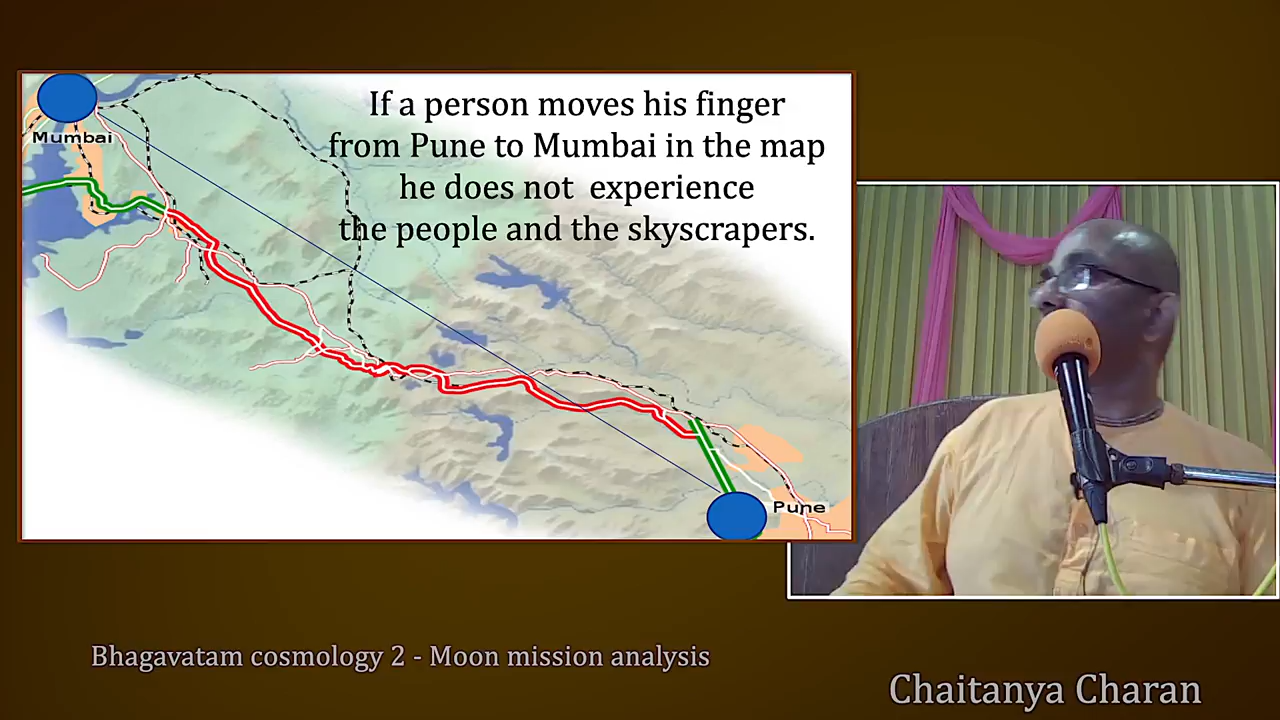 If a person moves his finger
from Pune to Mumbai in the map
he does not experience
the people and the skyscrapers.
Mumbai
Pune
Bhagavatam cosmology 2 - Moon mission analysis
Chaitanya Charan